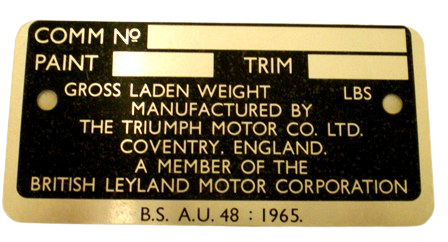 COMM Nº
PAINT TRIM
GROSS LADEN WEIGHT LBS
MANUFACTURED BY
THE TRIUMPH MOTOR CO. LTD.
COVENTRY, ENGLAND.
A MEMBER OF THE
BRITISH LEYLAND MOTOR CORPORATION
B.S. A.U. 48 : 1965.